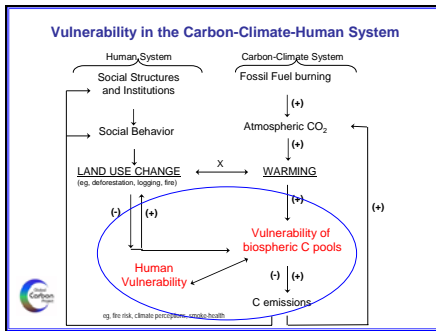 Vulnerability in the Carbon-Climate-Human System
Human System
Carbon-Climate System
Social Structures
and Institutions
Fossil Fuel burning
(+)
Social Behavior
Atmospheric CO2
(+)
LAND USE CHANGE
X
WARMING
(eg, deforestation, logging, fire)
(+)
(+)
(-)
(+)
Vulnerability of
biospheric C pools
Human
Vulnerability
(-)
(+)
C emissions
eg. fire risk, climate perceptions, smoke-health
Global
Carbon
Project